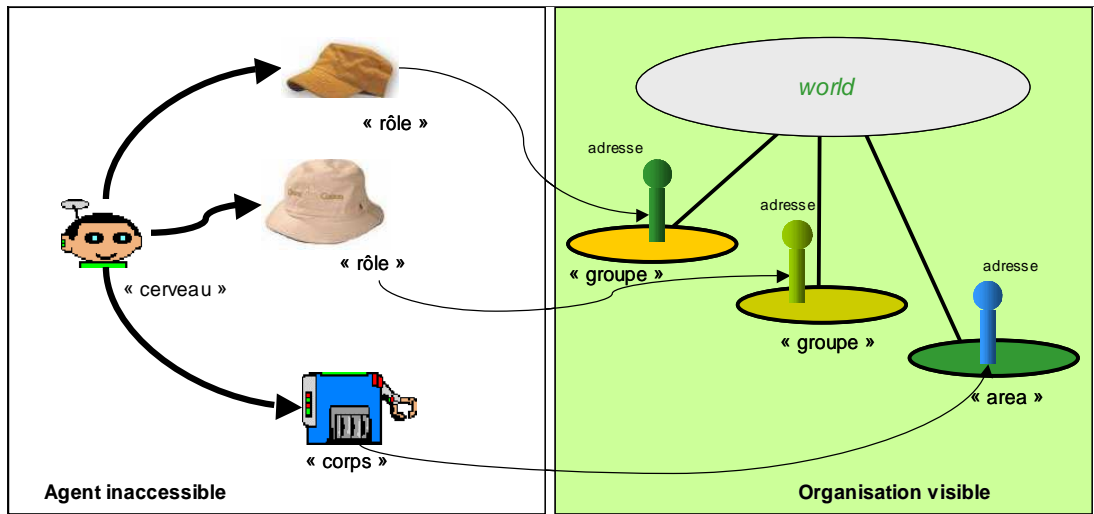 « rôle »
« rôle »
« cerveau »
« corps »
Agent inaccessible
world
adresse
« groupe »
adresse
« groupe »
adresse
« area »
Organisation visible